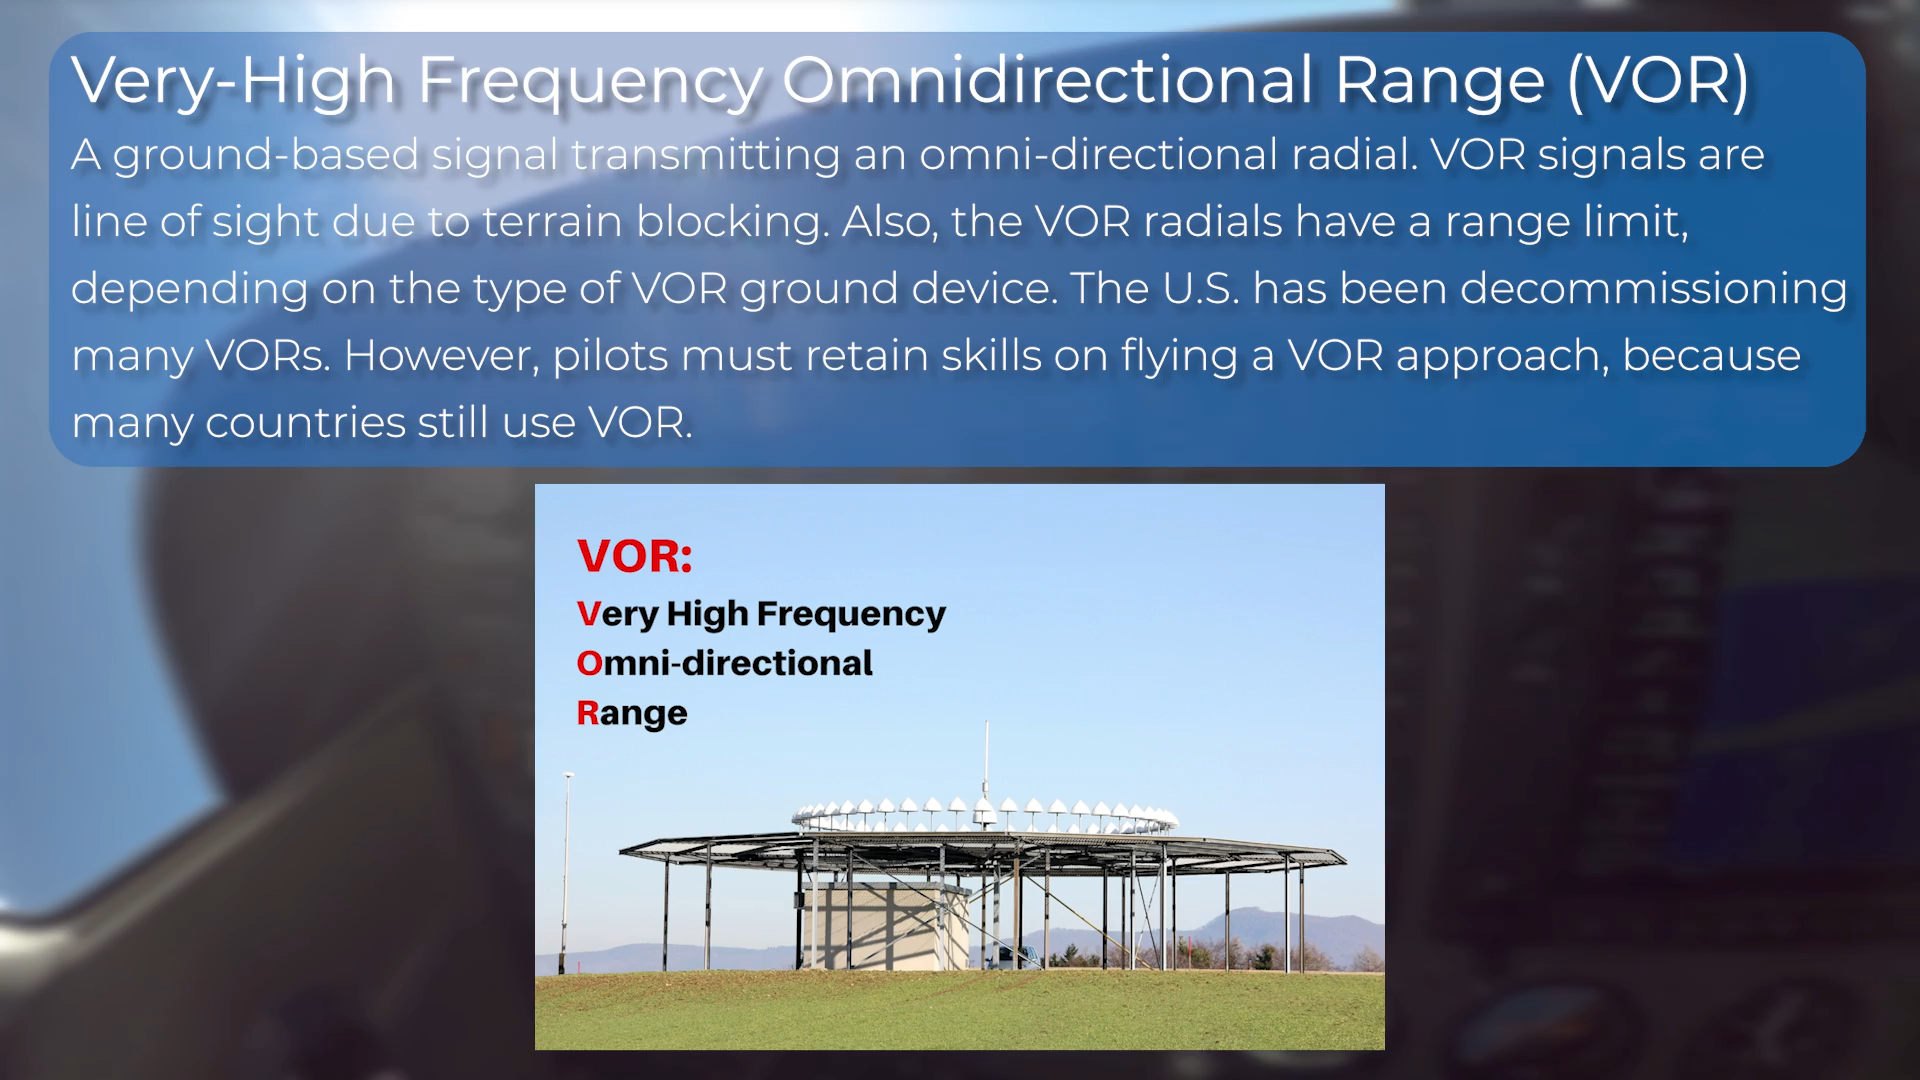 Very-High Frequency Omnidirectional Range (VOR)
A ground-based signal transmitting an omni-directional radial. VOR signals are
line of sight due to terrain blocking. Also, the VOR radials have a range limit,
depending on the type of VOR ground device. The U.S. has been decommissioning
many VORs. However, pilots must retain skills on flying a VOR approach, because
many countries still use VOR.
VOR:
Very High Frequency
Omni-directional
Range